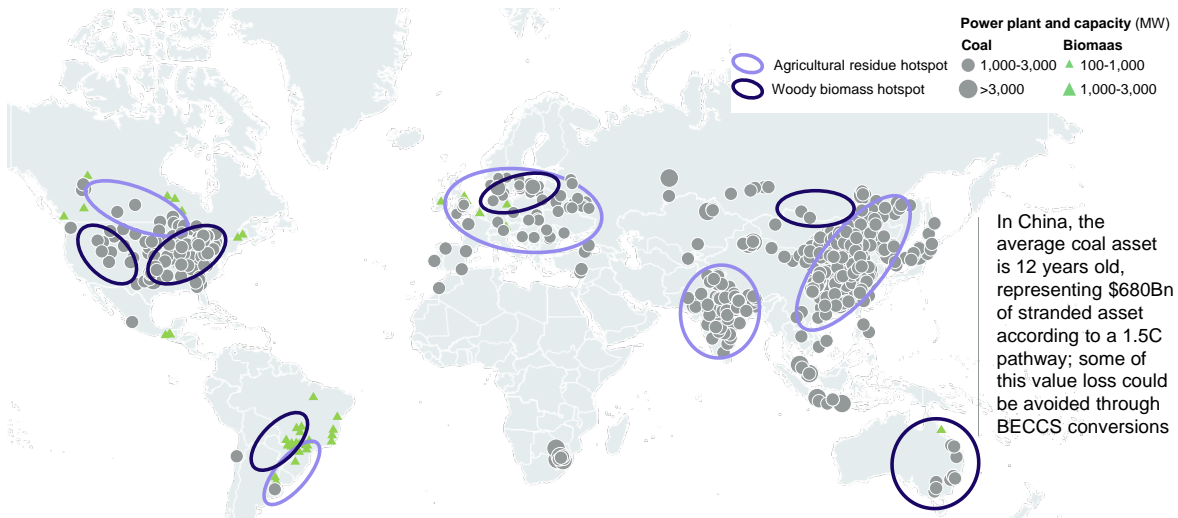 Power plant and capacity (MW)
Coal Biomaas
Agricultural residue hotspot 1,000-3,000 100-1,000
Woody biomass hotspot >3,000 1,000-3,000
In China, the
average coal asset
is 12 years old,
representing $680Bn
of stranded asset
according to a 1.5C
pathway; some of
this value loss could
be avoided through
BECCS conversions